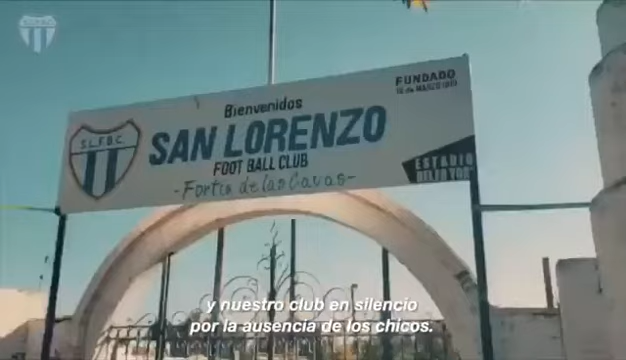 Bienvenidos
SAN LORENZO
FOOT BALL CLUB
-Fortin de las Cavas-
FUNDADO
S.L.F.B.C.
ESTADIO
y nuestro club en silencio
por la ausencia de los chicos.